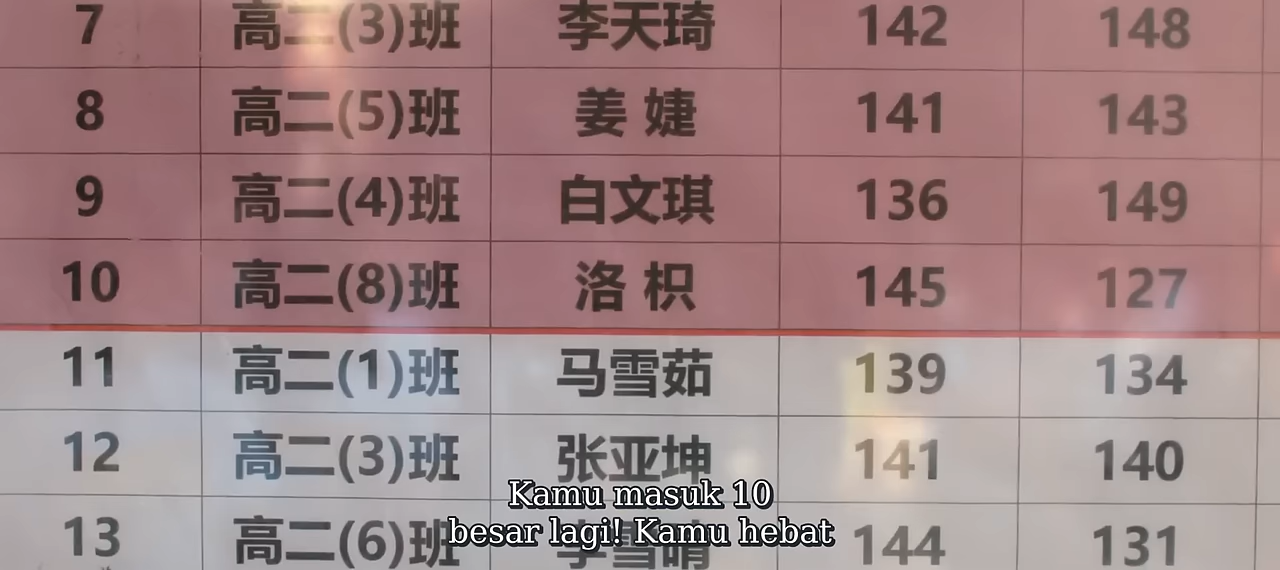 7 高二(3)班 李天琦 142 148
8 高二(5)班 姜 婕 141 143
9 高二(4)班 白文琪 136 149
10 高二(8)班 洛 枳 145 127
11 高二(1)班 马雪茹 139 134
12 高二(3)班 张亚坤 141 140
13 高二(6)班 李雪晴 144 131
Kamu masuk 10
besar lagi! Kamu hebat